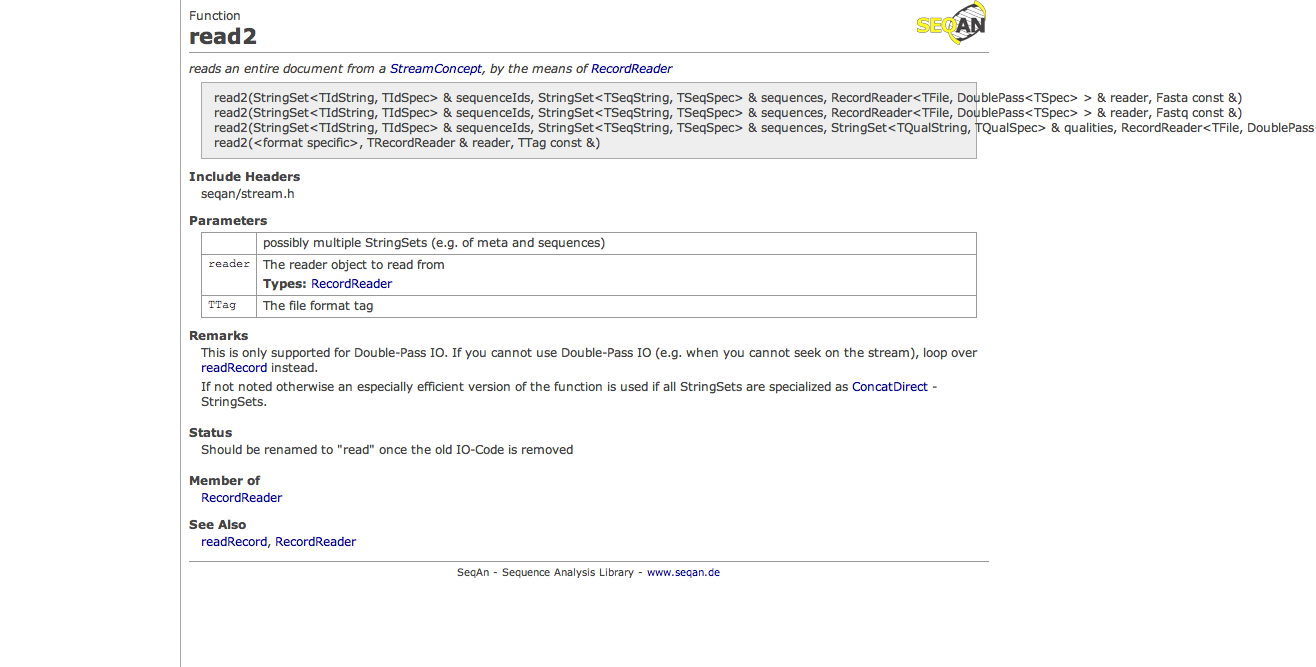 Function
SEQAN
read2
reads an entire document from a StreamConcept, by the means of RecordReader
read2(StringSet<TIdString, TIdSpec> & sequenceIds, StringSet<TSeqString, TSeqSpec> & sequences, RecordReader<TFile, DoublePass<TSpec> > & reader, Fasta const &)
read2(StringSet<TIdString, TIdSpec> & sequenceIds, StringSet<TSeqString, TSeqSpec> & sequences, RecordReader<TFile, DoublePass<TSpec> > & reader, Fastq const &)
read2(StringSet<TIdString, TIdSpec> & sequenceIds, StringSet<TSeqString, TSeqSpec> & sequences, StringSet<TQualString, TQualSpec> & qualities, RecordReader<TFile, DoublePass
read2(<format specific>, TRecordReader & reader, TTag const &)
Include Headers
seqan/stream.h
Parameters
possibly multiple StringSets (e.g. of meta and sequences)
reader The reader object to read from
Types: RecordReader
TTag The file format tag
Remarks
This is only supported for Double-Pass IO. If you cannot use Double-Pass IO (e.g. when you cannot seek on the stream), loop over
readRecord instead.
If not noted otherwise an especially efficient version of the function is used if all StringSets are specialized as ConcatDirect -
StringSets.
Status
Should be renamed to "read" once the old IO-Code is removed
Member of
RecordReader
See Also
readRecord, RecordReader
SeqAn - Sequence Analysis Library - www.seqan.de